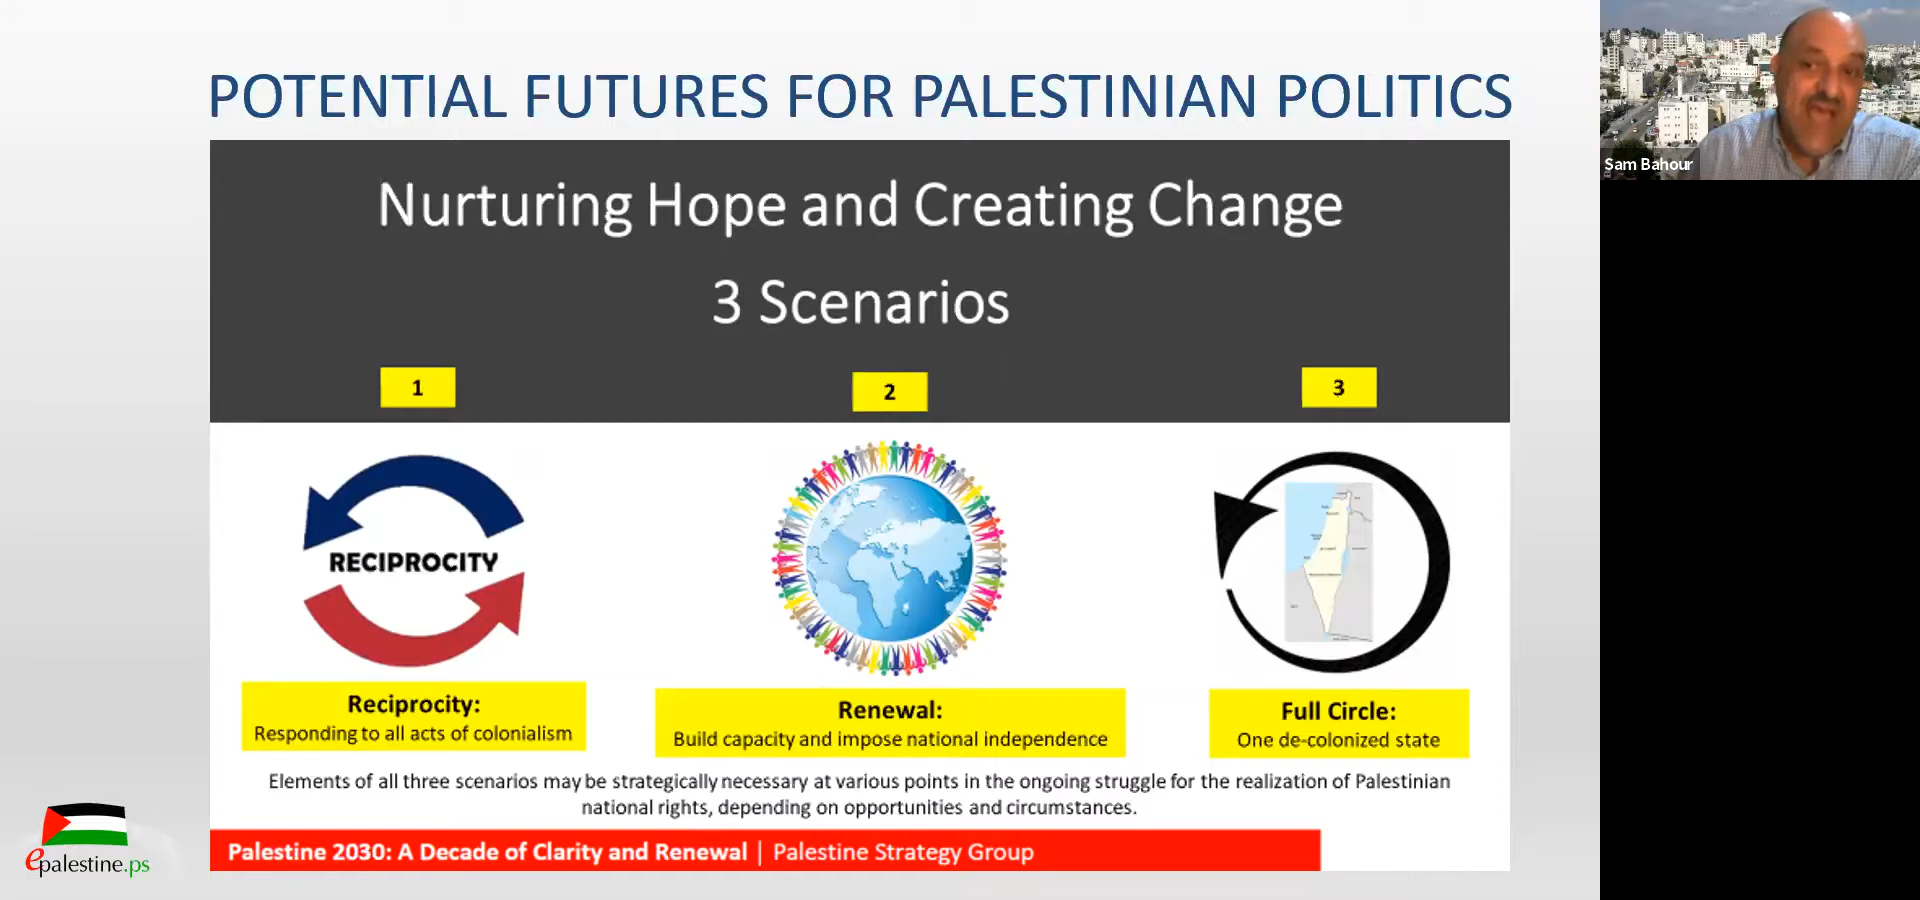 POTENTIAL FUTURES FOR PALESTINIAN POLITICS
Nurturing Hope and Creating Change
3 Scenarios
1
2
3
RECIPROCITY
Reciprocity:
Responding to all acts of colonialism
Renewal:
Build capacity and impose national independence
Full Circle:
One de-colonized state
Elements of all three scenarios may be strategically necessary at various points in the ongoing struggle for the realization of Palestinian
national rights, depending on opportunities and circumstances.
Palestine 2030: A Decade of Clarity and Renewal | Palestine Strategy Group
epalestine.ps
Sam Bahour